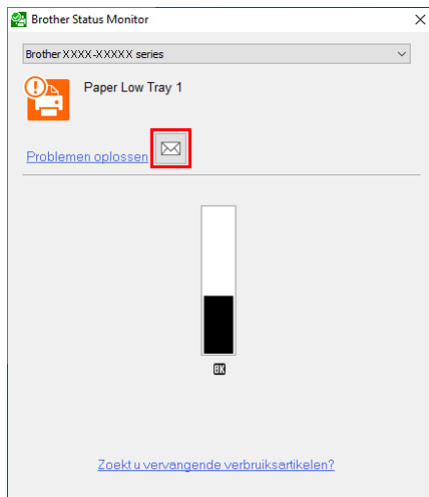 Brother Status Monitor
Brother XXXX-XXXXX series
Paper Low Tray 1
Problemen oplossen
BK
Zoekt u vervangende verbruiksartikelen?